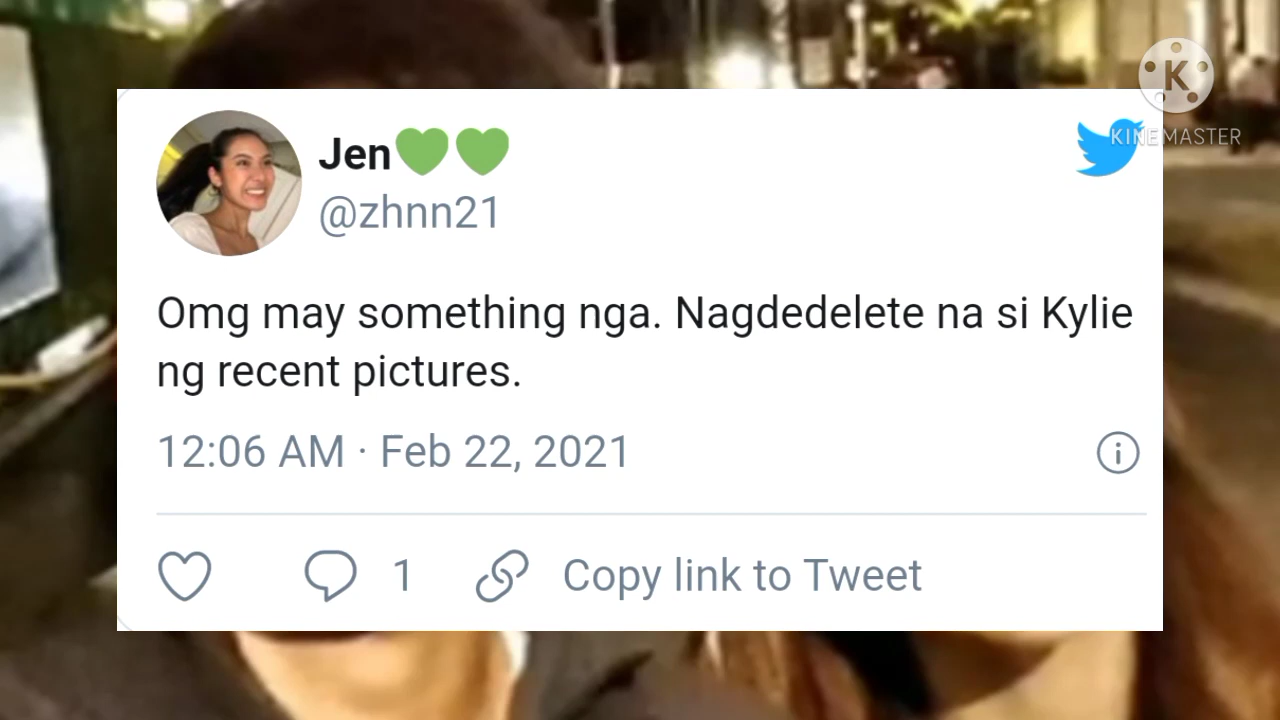 K
KINEMASTER
Jen💚💚
@zhnn21
Omg may something nga. Nagdedelete na si Kylie
ng recent pictures.
12:06 AM · Feb 22, 2021
1 Copy link to Tweet